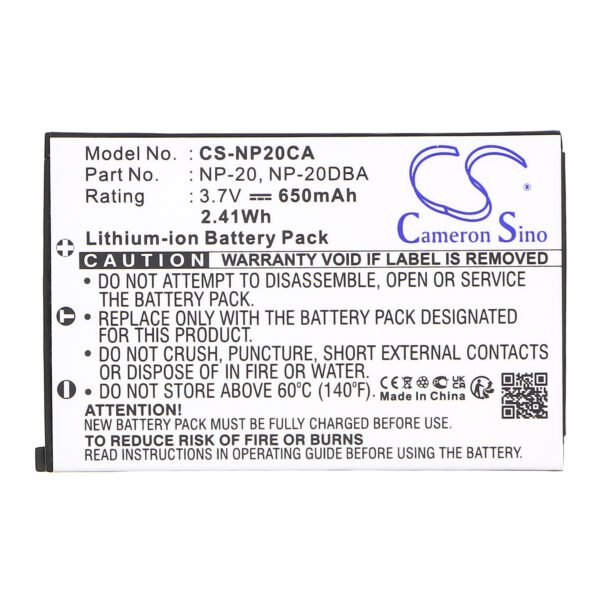 Model No. : CS-NP20CA
Part No. : NP-20, NP-20DBA
Rating : 3.7V ⎓ 650mAh
2.41Wh
Lithium-ion Battery Pack
CS
Cameron Sino
CAUTION WARRANTY VOID IF LABEL IS REMOVED
• DO NOT ATTEMPT TO DISASSEMBLE, OPEN OR SERVICE
THE BATTERY PACK.
• REPLACE ONLY WITH THE BATTERY PACK DESIGNATED
FOR THIS PRODUCT.
• DO NOT CRUSH, PUNCTURE, SHORT EXTERNAL CONTACTS
OR DISPOSE OF IN FIRE OR WATER.
• DO NOT STORE ABOVE 60°C (140°F)
CE UK CA
Made In China
ATTENTION!
NEW BATTERY PACK MUST BE FULLY CHARGED BEFORE USE
TO REDUCE RISK OF FIRE OR BURNS
PLEASE READ OPERATING GUIDE BEFORE USING BATTERY
+
T
-